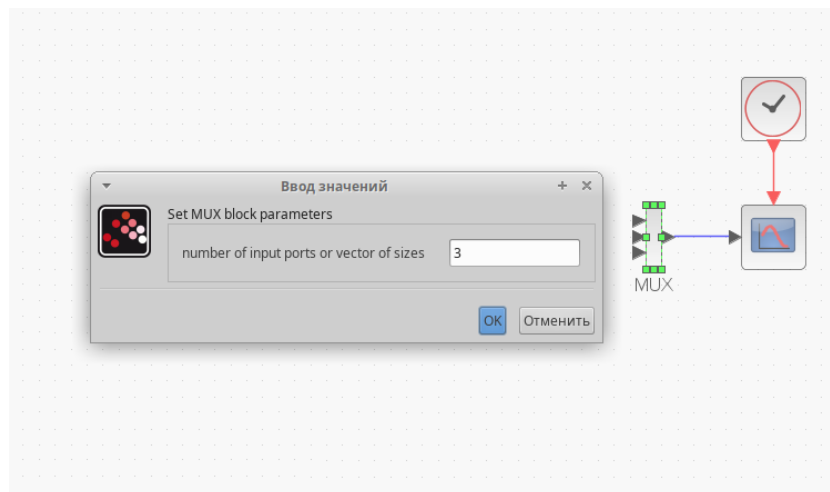 Ввод значений
Set MUX block parameters
number of input ports or vector of sizes 3
OK Отменить
MUX